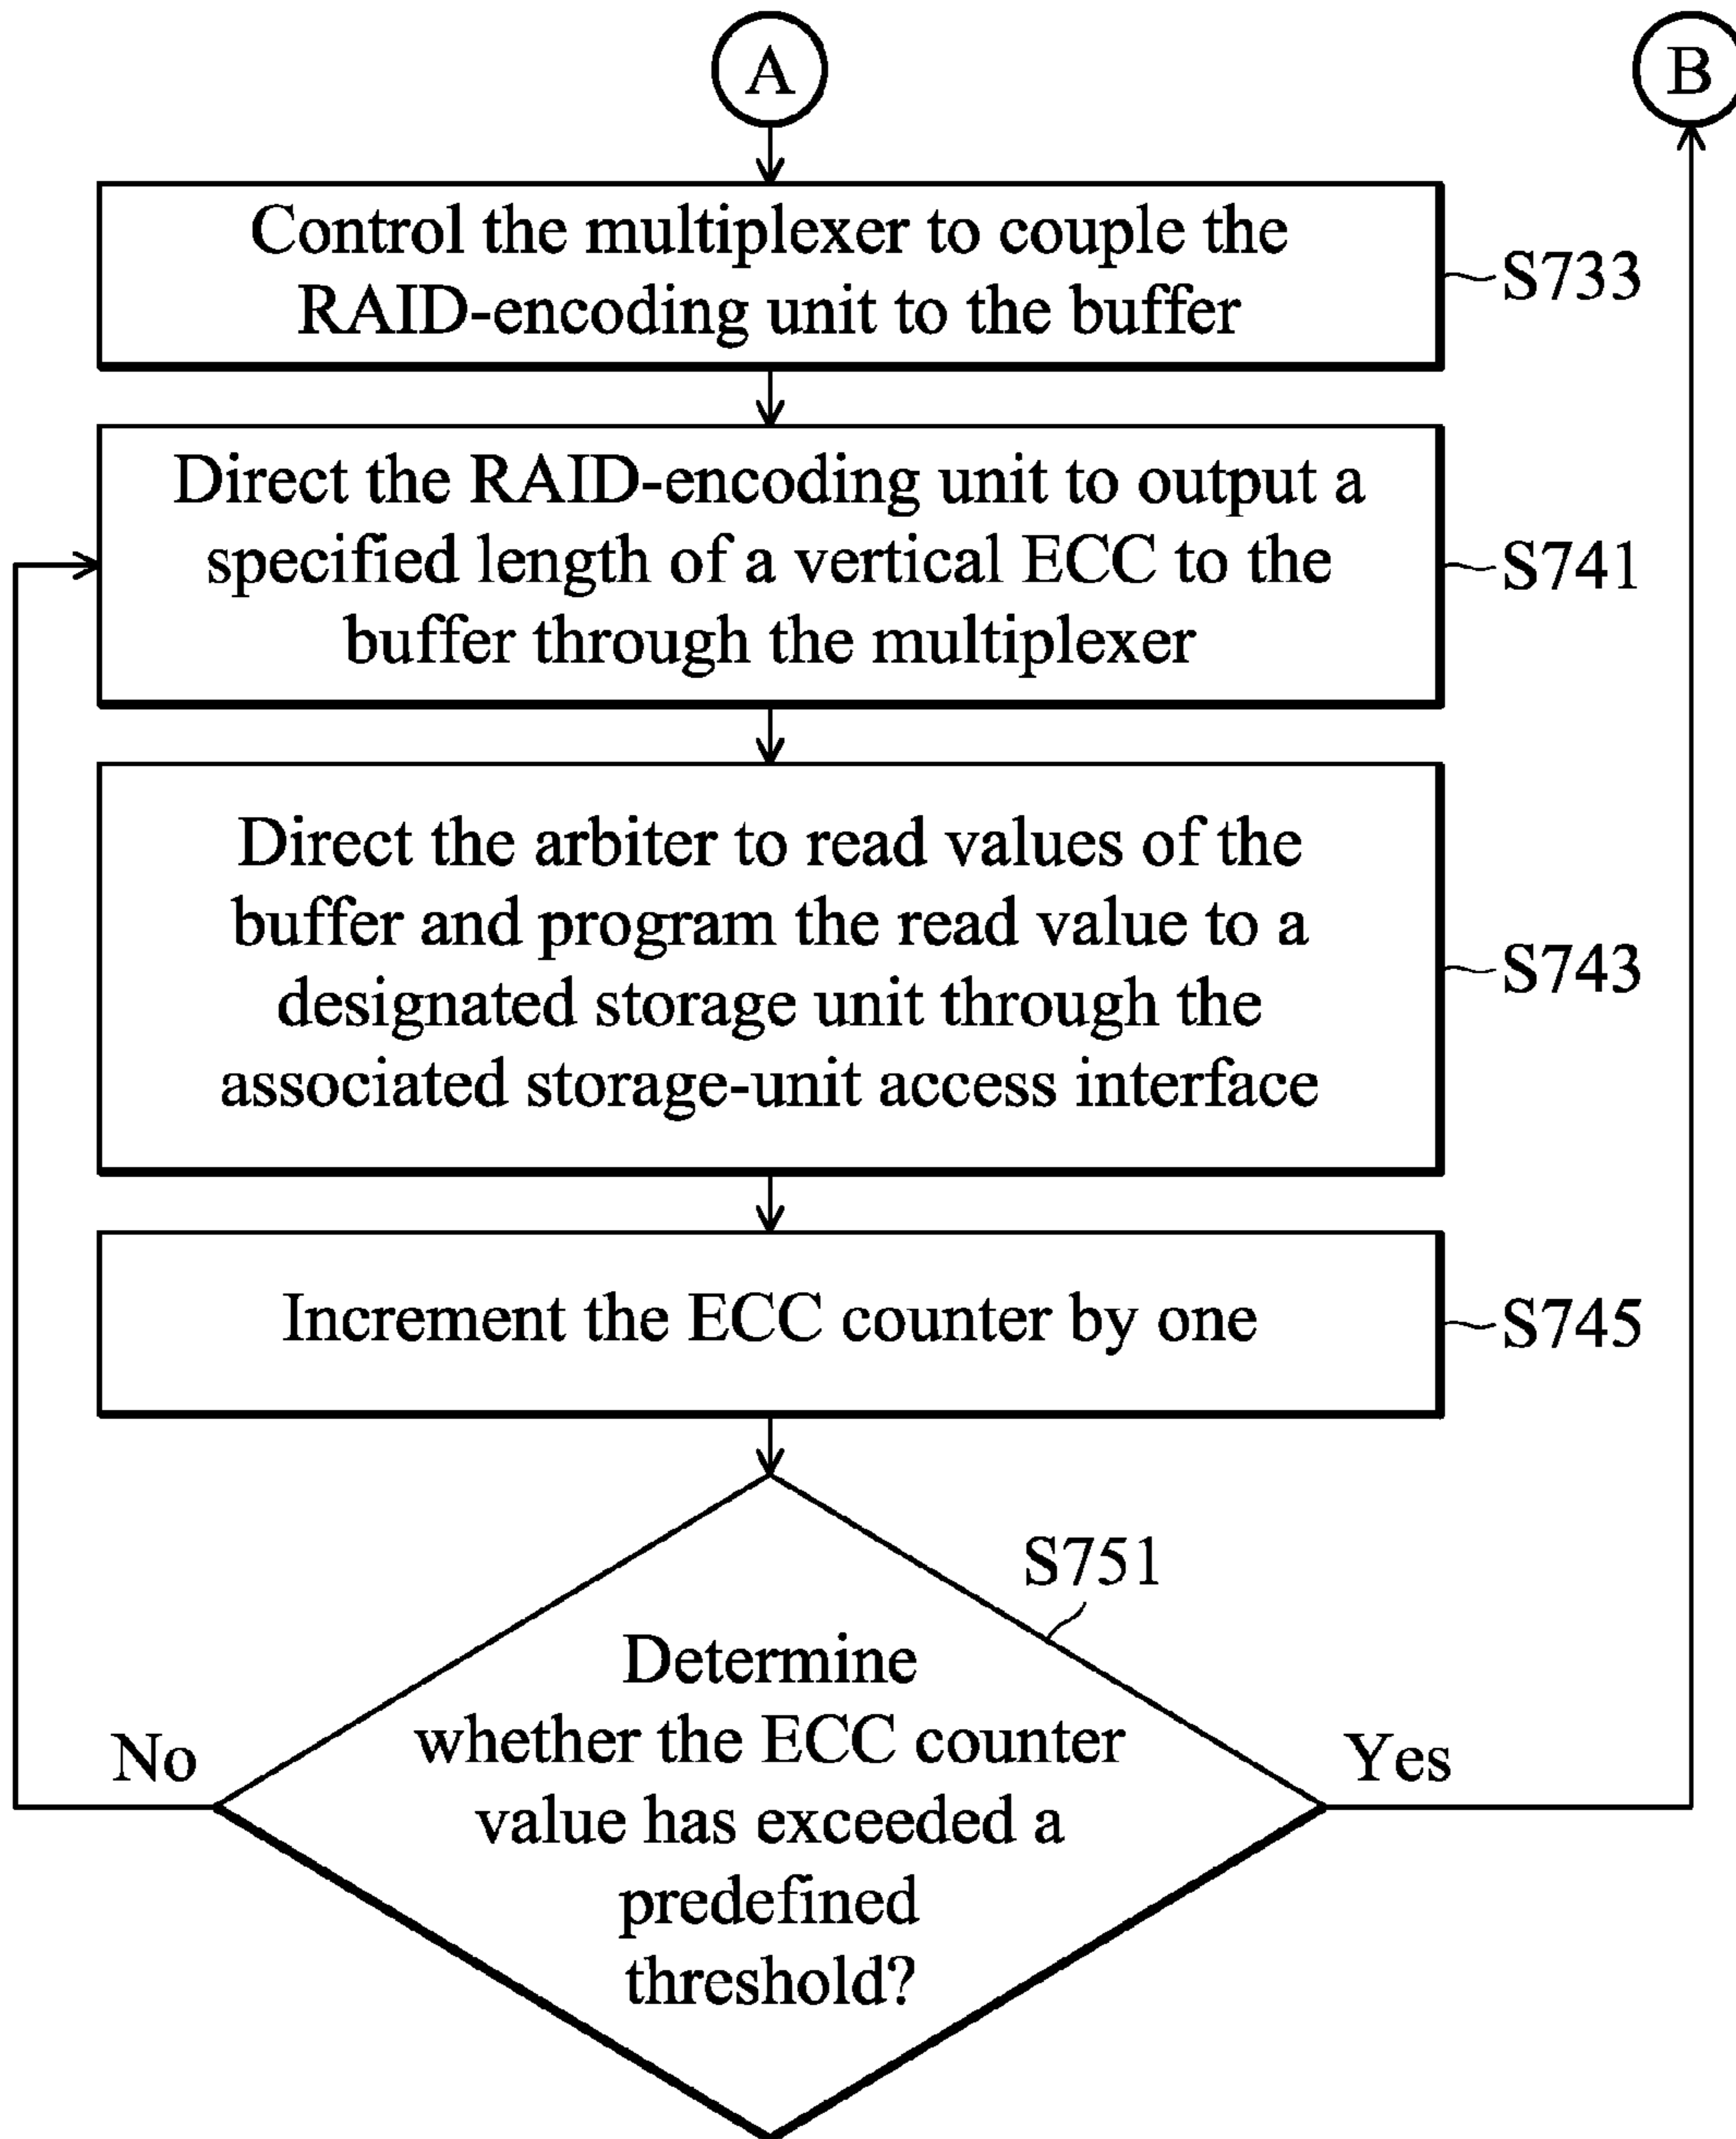 A
B
Control the multiplexer to couple the
RAID-encoding unit to the buffer
S733
Direct the RAID-encoding unit to output a
specified length of a vertical ECC to the
buffer through the multiplexer
S741
Direct the arbiter to read values of the
buffer and program the read value to a
designated storage unit through the
associated storage-unit access interface
S743
Increment the ECC counter by one
S745
S751
Determine
whether the ECC counter
value has exceeded a
predefined
threshold?
No
Yes